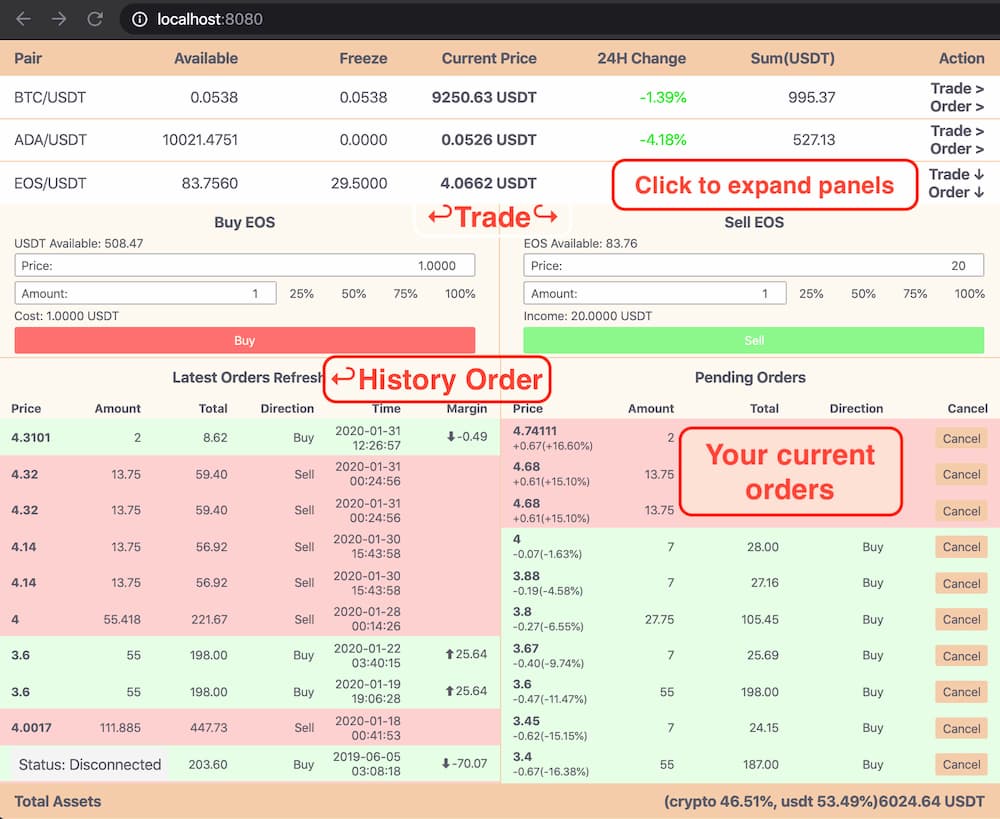 localhost:8080
Pair Available Freeze Current Price 24H Change Sum(USDT) Action
BTC/USDT 0.0538 0.0538 9250.63 USDT -1.39% 995.37 Trade >
Order >
ADA/USDT 10021.4751 0.0000 0.0526 USDT -4.18% 527.13 Trade >
Order >
EOS/USDT 83.7560 29.5000 4.0662 USDT Click to expand panels Trade ↓
Order ↓
↩Trade↪
Buy EOS
USDT Available: 508.47
Price: 1.0000
Amount: 1 25% 50% 75% 100%
Cost: 1.0000 USDT
Buy
Sell EOS
EOS Available: 83.76
Price: 20
Amount: 1 25% 50% 75% 100%
Income: 20.0000 USDT
Sell
Latest Orders Refresh
↩History Order
Price Amount Total Direction Time Margin
4.3101 2 8.62 Buy 2020-01-31 12:26:57 ⬇-0.49
4.32 13.75 59.40 Sell 2020-01-31 00:24:56
4.32 13.75 59.40 Sell 2020-01-31 00:24:56
4.14 13.75 56.92 Sell 2020-01-30 15:43:58
4.14 13.75 56.92 Sell 2020-01-30 15:43:58
4 55.418 221.67 Sell 2020-01-28 00:14:26
3.6 55 198.00 Buy 2020-01-22 03:40:15 ⬆25.64
3.6 55 198.00 Buy 2020-01-19 19:06:28 ⬆25.64
4.0017 111.885 447.73 Sell 2020-01-18 00:41:53
Status: Disconnected 203.60 Buy 2019-06-05 03:08:18 ⬇-70.07
Pending Orders
Price Amount Total Direction Cancel
4.74111 2 Cancel
+0.67(+16.60%)
Your current
orders
4.68 13.75 Cancel
+0.61(+15.10%)
4.68 13.75 Cancel
+0.61(+15.10%)
4 7 28.00 Buy Cancel
-0.07(-1.63%)
3.88 7 27.16 Buy Cancel
-0.19(-4.58%)
3.8 27.75 105.45 Buy Cancel
-0.27(-6.55%)
3.67 7 25.69 Buy Cancel
-0.40(-9.74%)
3.6 55 198.00 Buy Cancel
-0.47(-11.47%)
3.45 7 24.15 Buy Cancel
-0.62(-15.15%)
3.4 55 187.00 Buy Cancel
-0.67(-16.38%)
Total Assets (crypto 46.51%, usdt 53.49%)6024.64 USDT